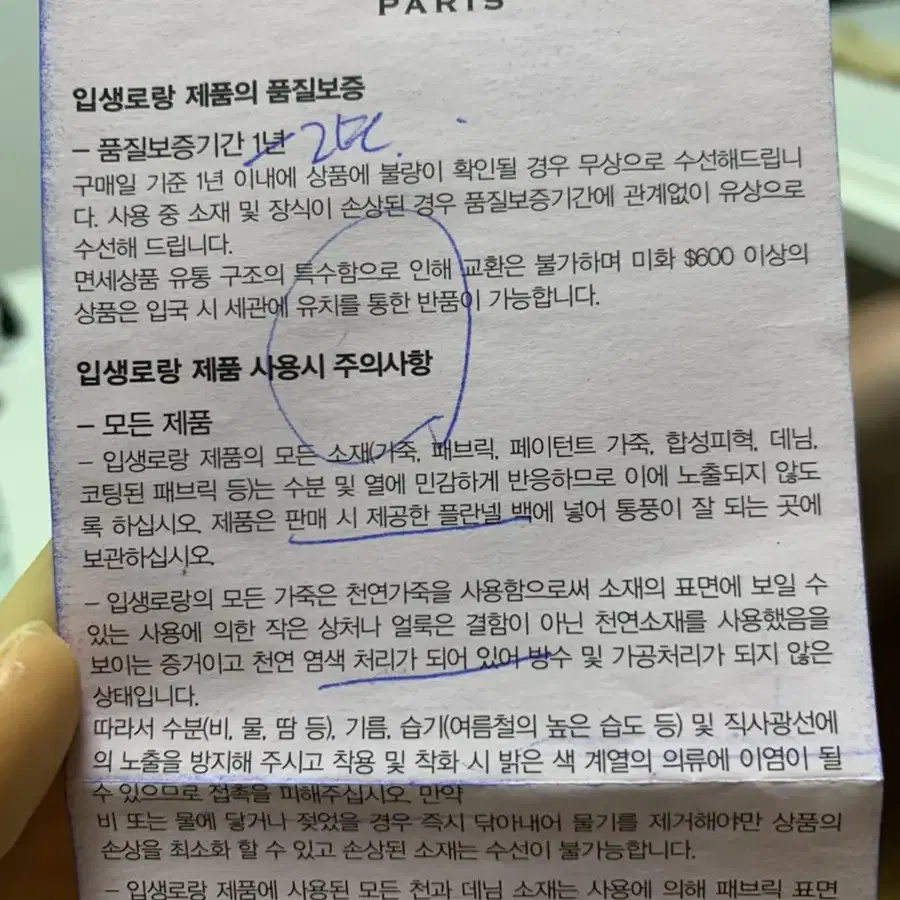 PARIS
입생로랑 제품의 품질보증
– 품질보증기간 1년 2년.
구매일 기준 1년 이내에 상품에 불량이 확인될 경우 무상으로 수선해드립니
다. 사용 중 소재 및 장식이 손상된 경우 품질보증기간에 관계없이 유상으로
수선해 드립니다.
면세상품 유통 구조의 특수함으로 인해 교환은 불가하며 미화 $600 이상의
상품은 입국 시 세관에 유치를 통한 반품이 가능합니다.
입생로랑 제품 사용시 주의사항
– 모든 제품
– 입생로랑 제품의 모든 소재(가죽, 패브릭, 페이턴트 가죽, 합성피혁, 데님,
코팅된 패브릭 등)는 수분 및 열에 민감하게 반응하므로 이에 노출되지 않도
록 하십시오. 제품은 판매 시 제공한 플란넬 백에 넣어 통풍이 잘 되는 곳에
보관하십시오.
– 입생로랑의 모든 가죽은 천연가죽을 사용함으로써 소재의 표면에 보일 수
있는 사용에 의한 작은 상처나 얼룩은 결함이 아닌 천연소재를 사용했음을
보이는 증거이고 천연 염색 처리가 되어 있어 방수 및 가공처리가 되지 않은
상태입니다.
따라서 수분(비, 물, 땀 등), 기름, 습기(여름철의 높은 습도 등) 및 직사광선에
의 노출을 방지해 주시고 착용 및 착화 시 밝은 색 계열의 의류에 이염이 될
수 있으므로 접촉을 피해주십시오. 만약
비 또는 물에 닿거나 젖었을 경우 즉시 닦아내어 물기를 제거해야만 상품의
손상을 최소화 할 수 있고 손상된 소재는 수선이 불가능합니다.
– 입생로랑 제품에 사용된 모든 천과 데님 소재는 사용에 의해 패브릭 표면